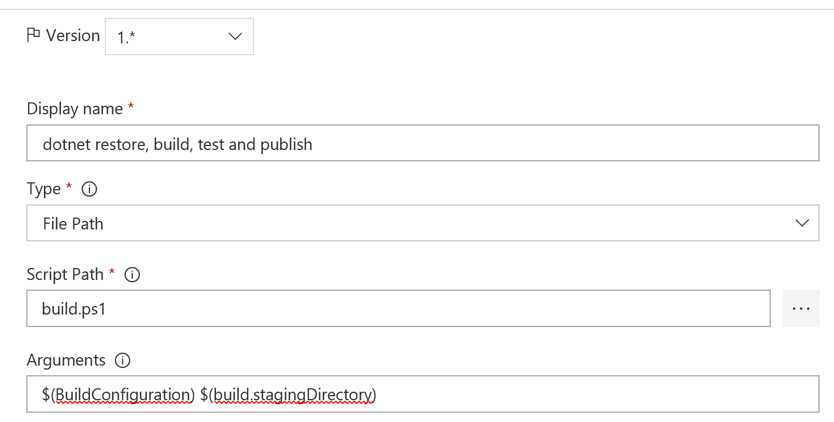 Version 1.*
Display name *
dotnet restore, build, test and publish
Type *
File Path
Script Path *
build.ps1
...
Arguments
$(BuildConfiguration) $(build.stagingDirectory)